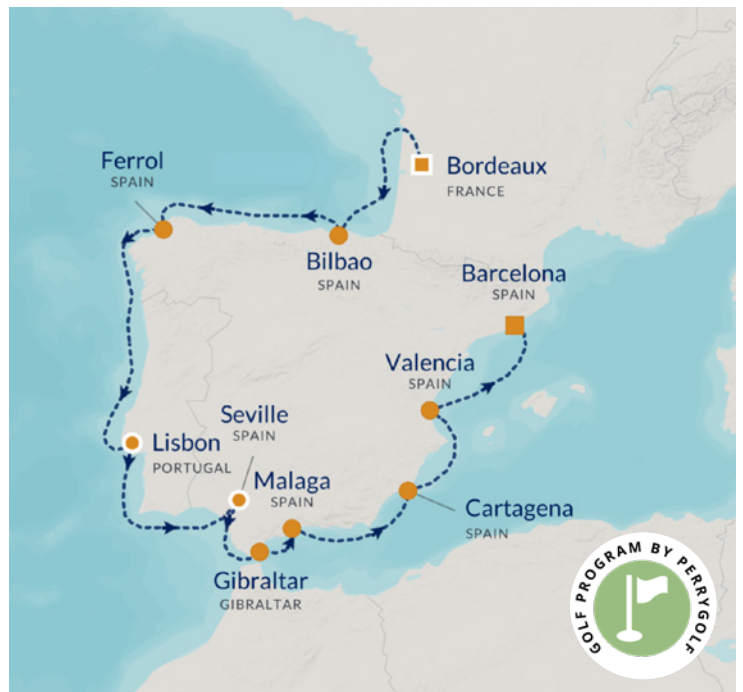 Ferrol
SPAIN
Bordeaux
FRANCE
Bilbao
SPAIN
Barcelona
SPAIN
Valencia
SPAIN
Seville
SPAIN
Lisbon
PORTUGAL
Malaga
SPAIN
Cartagena
SPAIN
Gibraltar
GIBRALTAR
GOLF PROGRAM BY PERRYGOLF